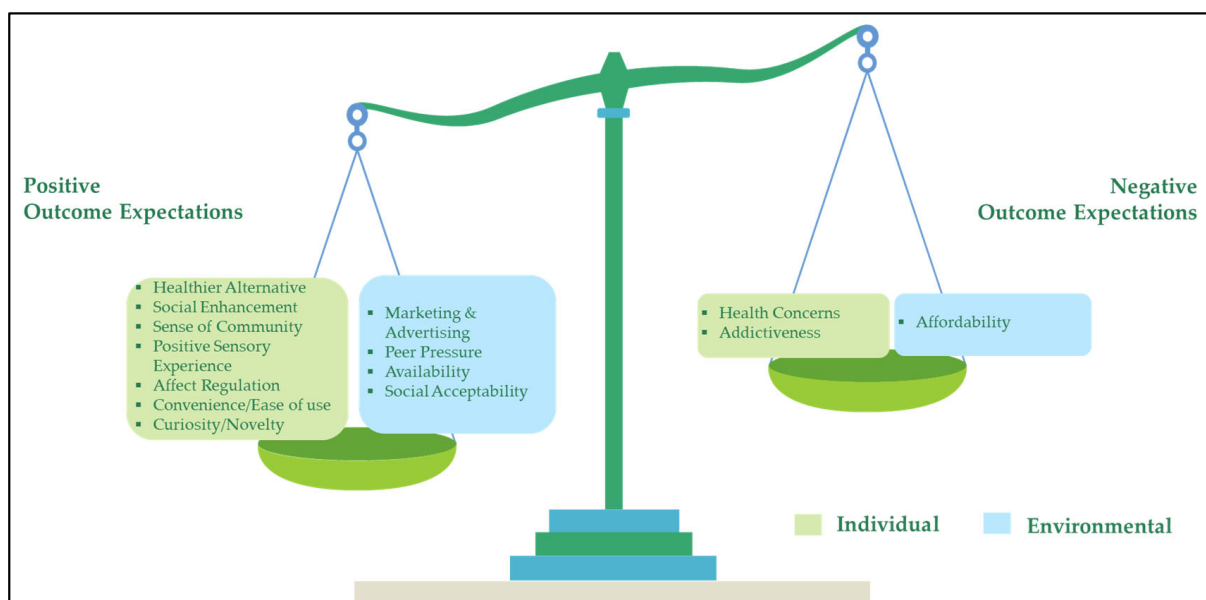 Positive
Outcome Expectations
Negative
Outcome Expectations
▪ Healthier Alternative
▪ Social Enhancement
▪ Sense of Community
▪ Positive Sensory
Experience
▪ Affect Regulation
▪ Convenience/Ease of use
▪ Curiosity/Novelty
▪ Marketing &
Advertising
▪ Peer Pressure
▪ Availability
▪ Social Acceptability
▪ Health Concerns
▪ Addictiveness
▪ Affordability
Individual
Environmental